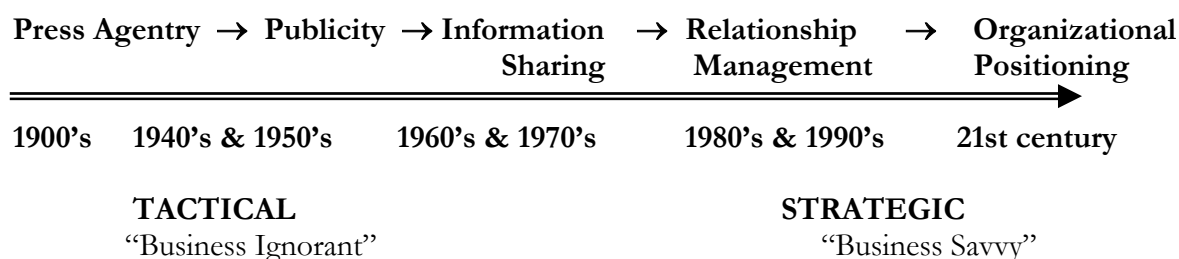 Press Agentry → Publicity → Information → Relationship → Organizational
Sharing Management Positioning
1900’s 1940’s & 1950’s 1960’s & 1970’s 1980’s & 1990’s 21st century
TACTICAL STRATEGIC
“Business Ignorant” “Business Savvy”